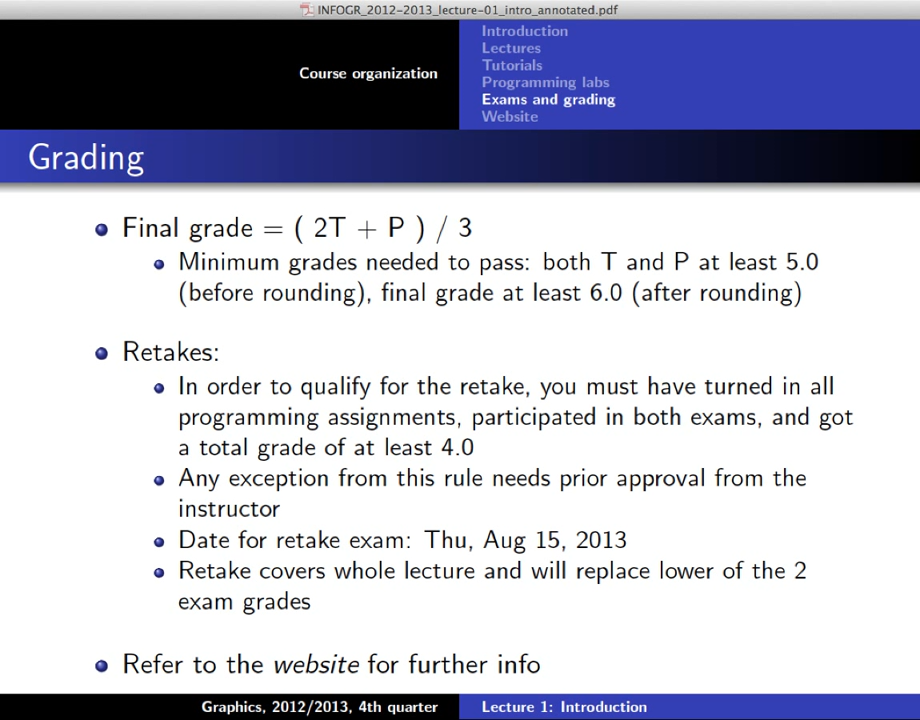 INFOGR_2012-2013_lecture-01_intro_annotated.pdf
Course organization
Introduction
Lectures
Tutorials
Programming labs
Exams and grading
Website
Grading
Final grade = ( 2T + P ) / 3
Minimum grades needed to pass: both T and P at least 5.0
(before rounding), final grade at least 6.0 (after rounding)
Retakes:
In order to qualify for the retake, you must have turned in all
programming assignments, participated in both exams, and got
a total grade of at least 4.0
Any exception from this rule needs prior approval from the
instructor
Date for retake exam: Thu, Aug 15, 2013
Retake covers whole lecture and will replace lower of the 2
exam grades
Refer to the website for further info
Graphics, 2012/2013, 4th quarter
Lecture 1: Introduction